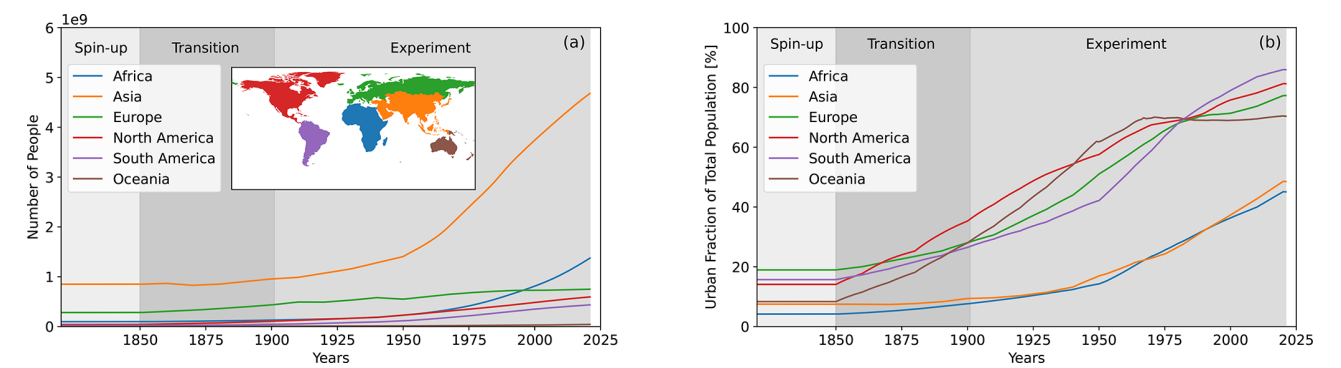 1e9
6
5
4
3
2
1
0
Number of People
Spin-up
Transition
Experiment
(a)
Africa
Asia
Europe
North America
South America
Oceania
1850 1875 1900 1925 1950 1975 2000 2025
Years
100
80
60
40
20
0
Urban Fraction of Total Population [%]
Spin-up
Transition
Experiment
(b)
Africa
Asia
Europe
North America
South America
Oceania
1850 1875 1900 1925 1950 1975 2000 2025
Years